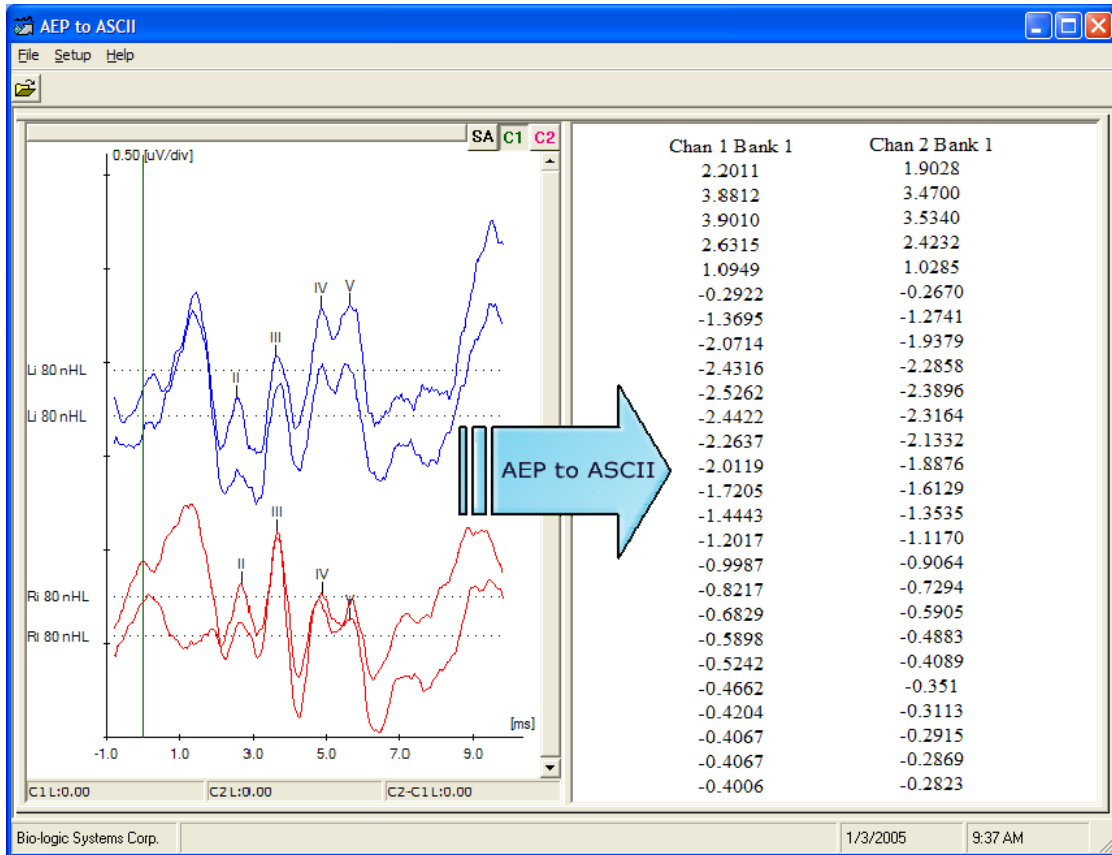 AEP to ASCII
File Setup Help
SA C1 C2
0.50 [uV/div]
IV V
III
II
Li 80 nHL
Li 80 nHL
III
II
IV
V
Ri 80 nHL
Ri 80 nHL
[ms]
-1.0 1.0 3.0 5.0 7.0 9.0
C1 L:0.00 C2 L:0.00 C2-C1 L:0.00
AEP to ASCII
Chan 1 Bank 1 Chan 2 Bank 1
2.2011 1.9028
3.8812 3.4700
3.9010 3.5340
2.6315 2.4232
1.0949 1.0285
-0.2922 -0.2670
-1.3695 -1.2741
-2.0714 -1.9379
-2.4316 -2.2858
-2.5262 -2.3896
-2.4422 -2.3164
-2.2637 -2.1332
-2.0119 -1.8876
-1.7205 -1.6129
-1.4443 -1.3535
-1.2017 -1.1170
-0.9987 -0.9064
-0.8217 -0.7294
-0.6829 -0.5905
-0.5898 -0.4883
-0.5242 -0.4089
-0.4662 -0.351
-0.4204 -0.3113
-0.4067 -0.2915
-0.4067 -0.2869
-0.4006 -0.2823
Bio-logic Systems Corp. 1/3/2005 9:37 AM